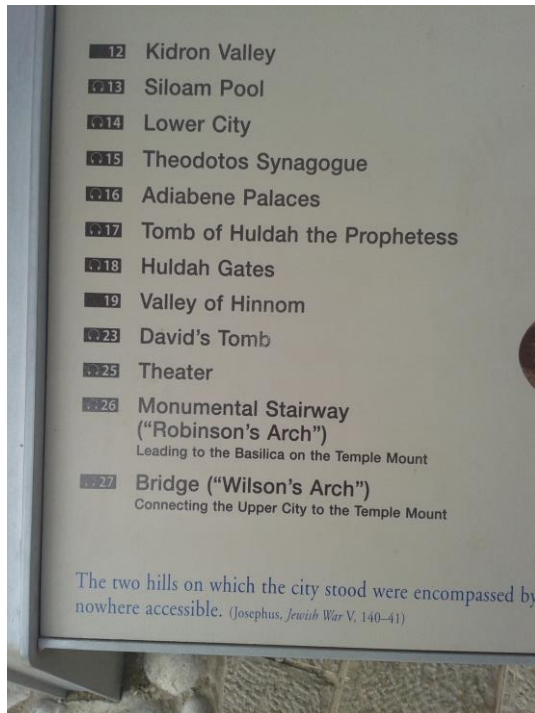 12 Kidron Valley
13 Siloam Pool
14 Lower City
15 Theodotos Synagogue
16 Adiabene Palaces
17 Tomb of Huldah the Prophetess
18 Huldah Gates
19 Valley of Hinnom
23 David's Tomb
25 Theater
26 Monumental Stairway
(“Robinson's Arch”)
Leading to the Basilica on the Temple Mount
27 Bridge (“Wilson's Arch”)
Connecting the Upper City to the Temple Mount
The two hills on which the city stood were encompassed by
nowhere accessible. (Josephus, Jewish War V, 140–41)